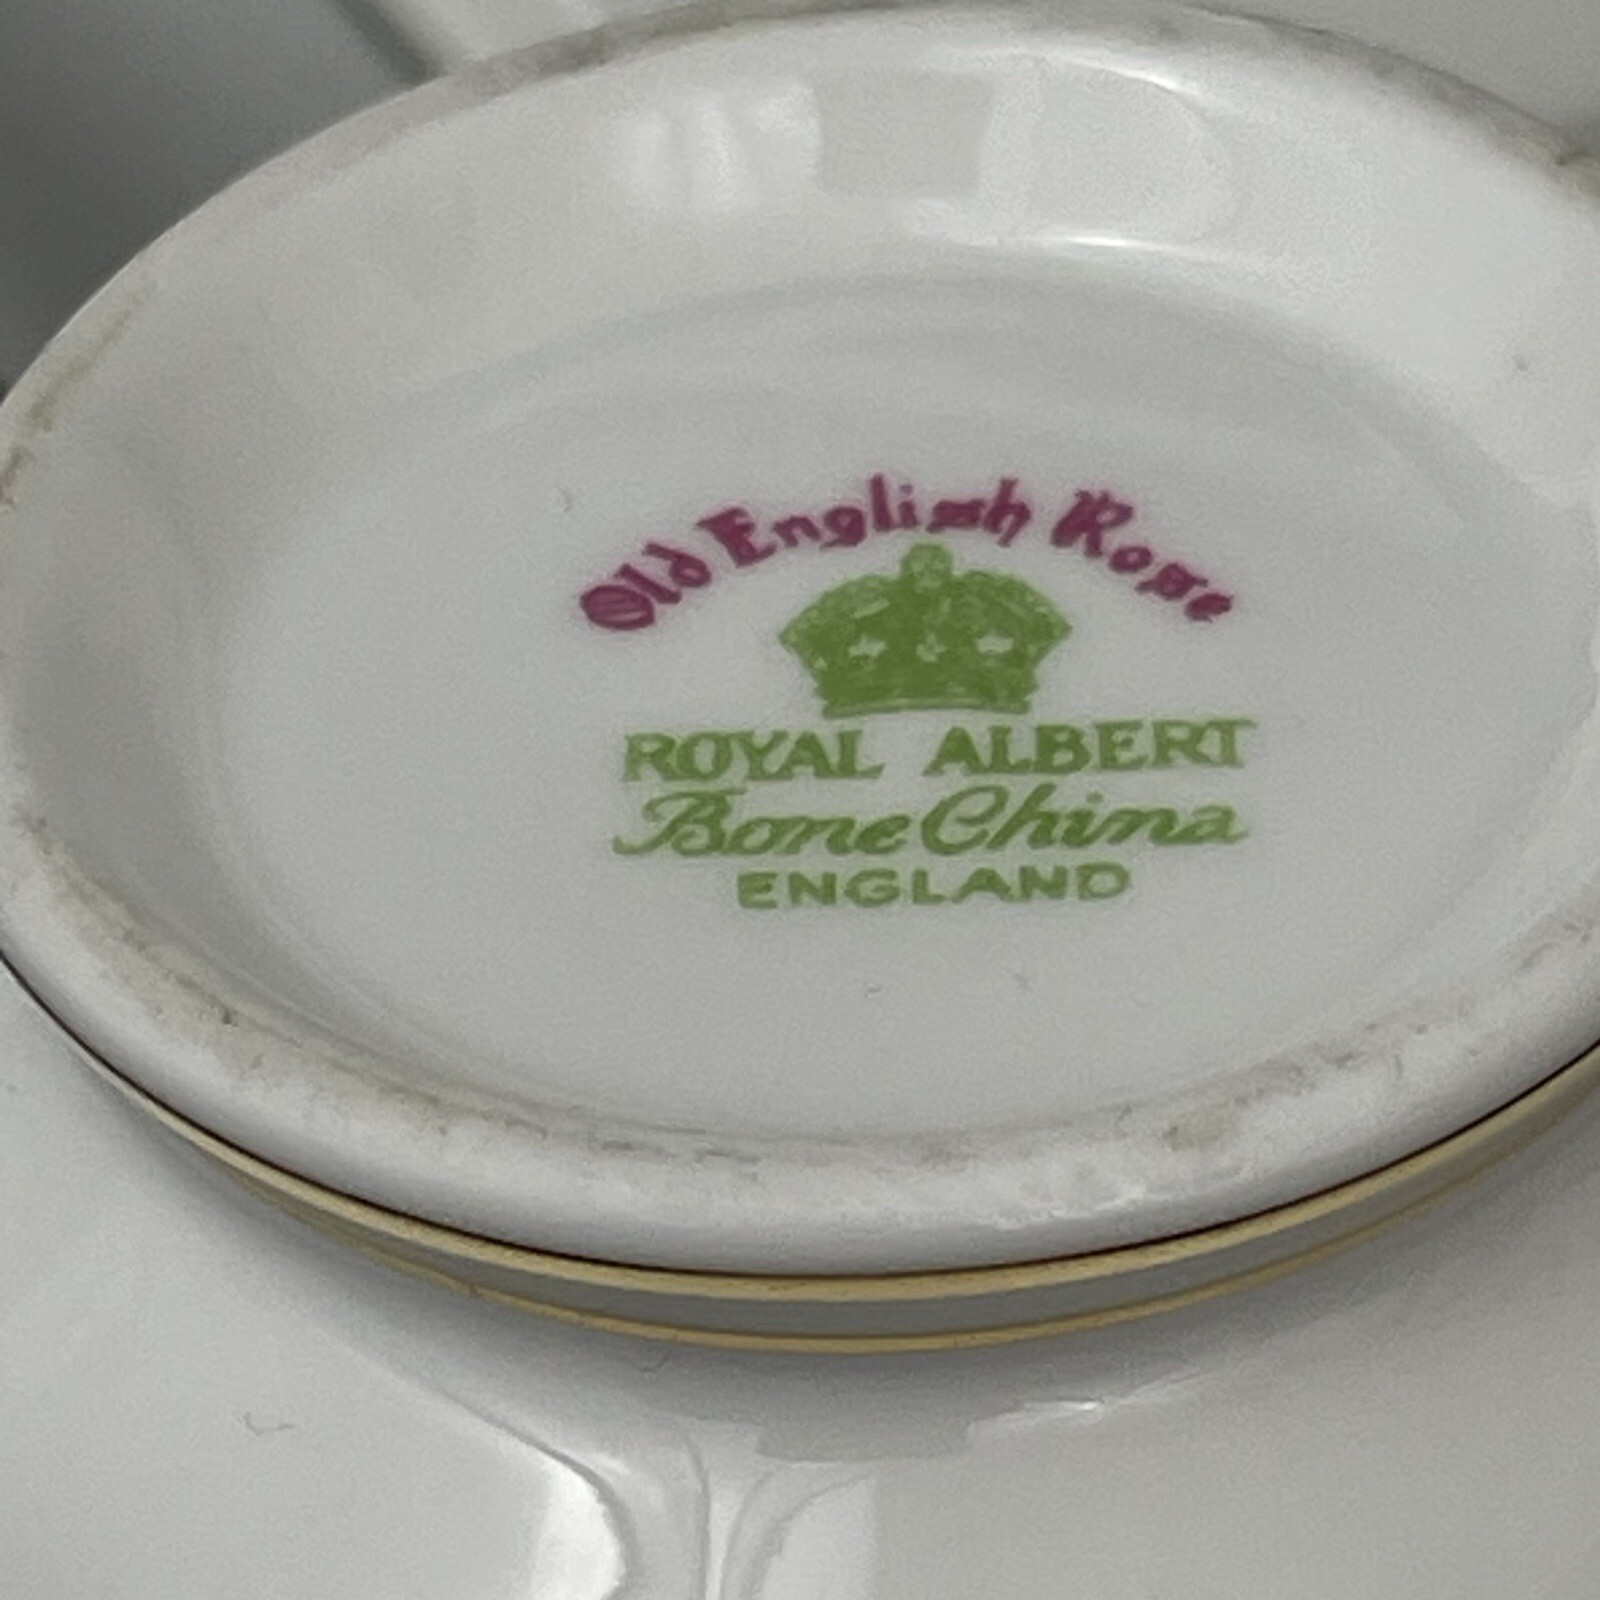 Old English Rose
ROYAL ALBERT
Bone China
ENGLAND